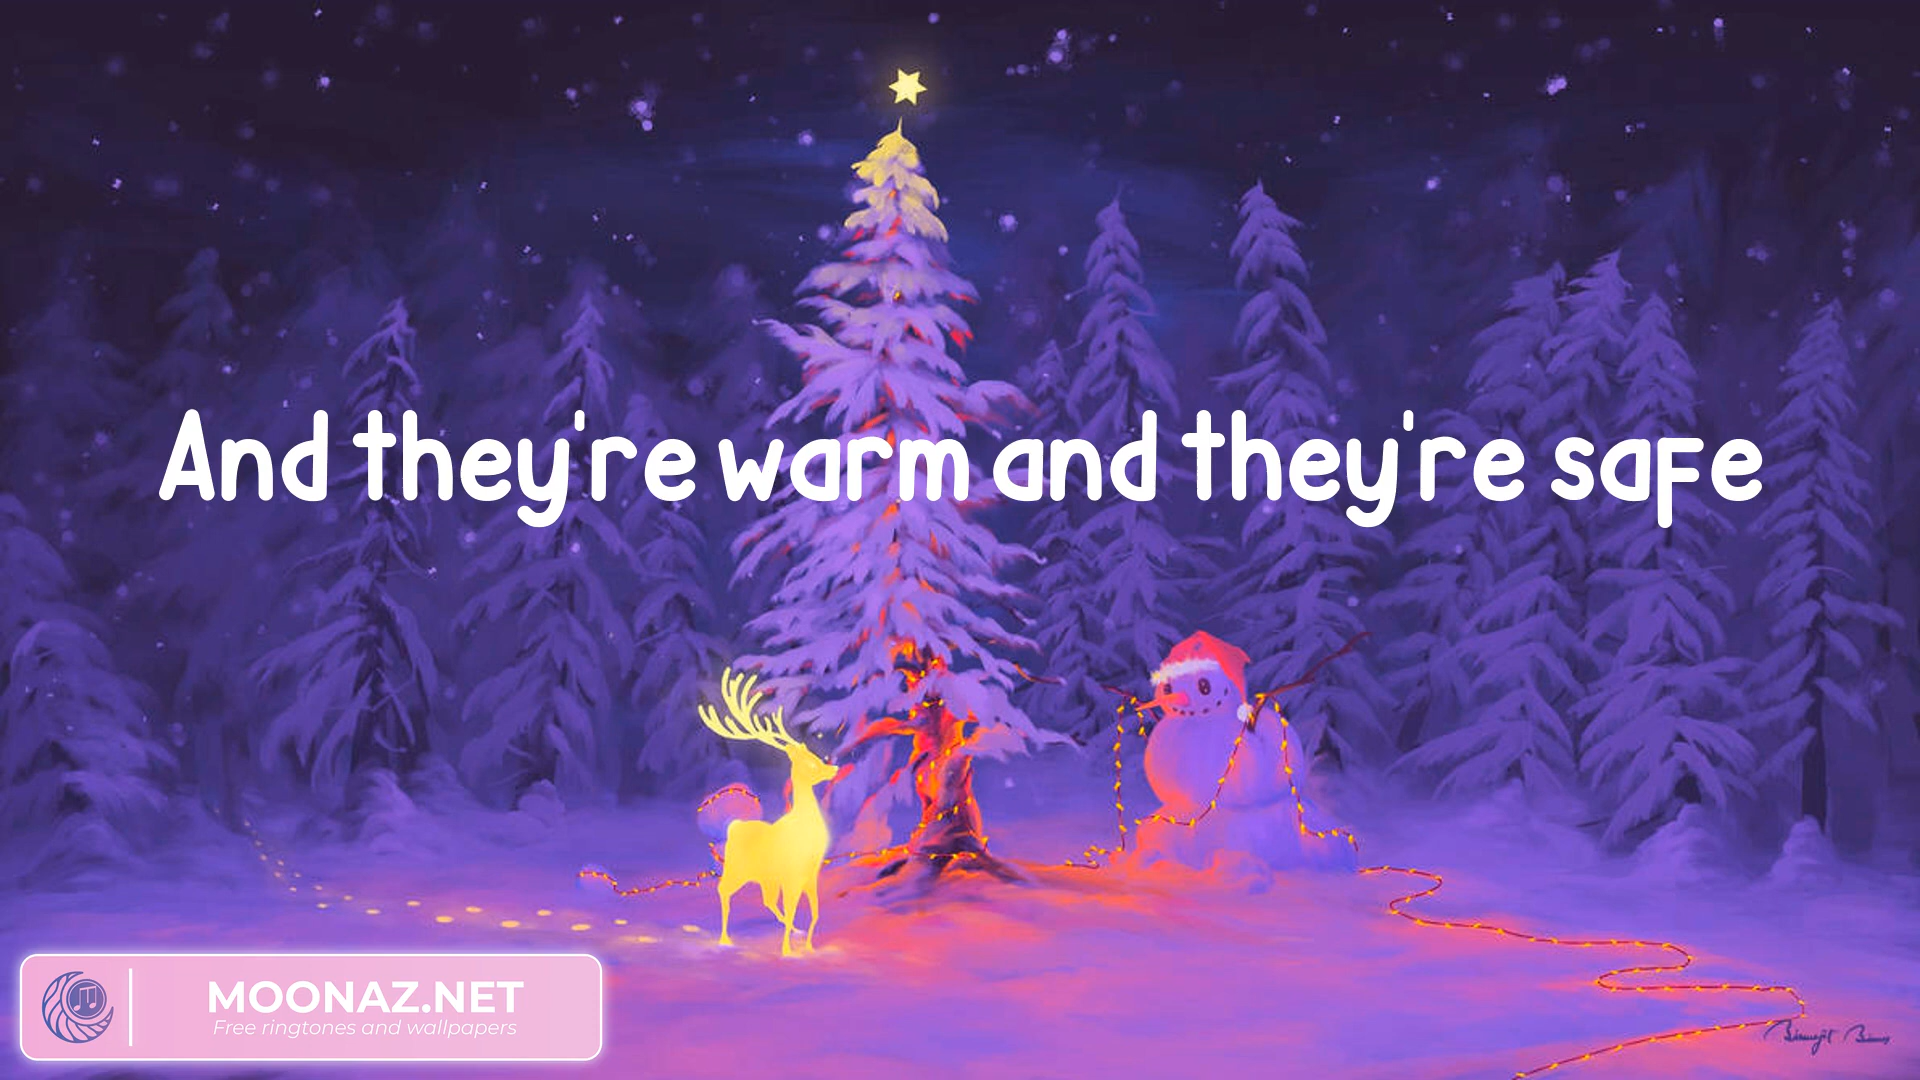 And they're warm and they're safe
MOONAZ.NET
Free ringtones and wallpapers